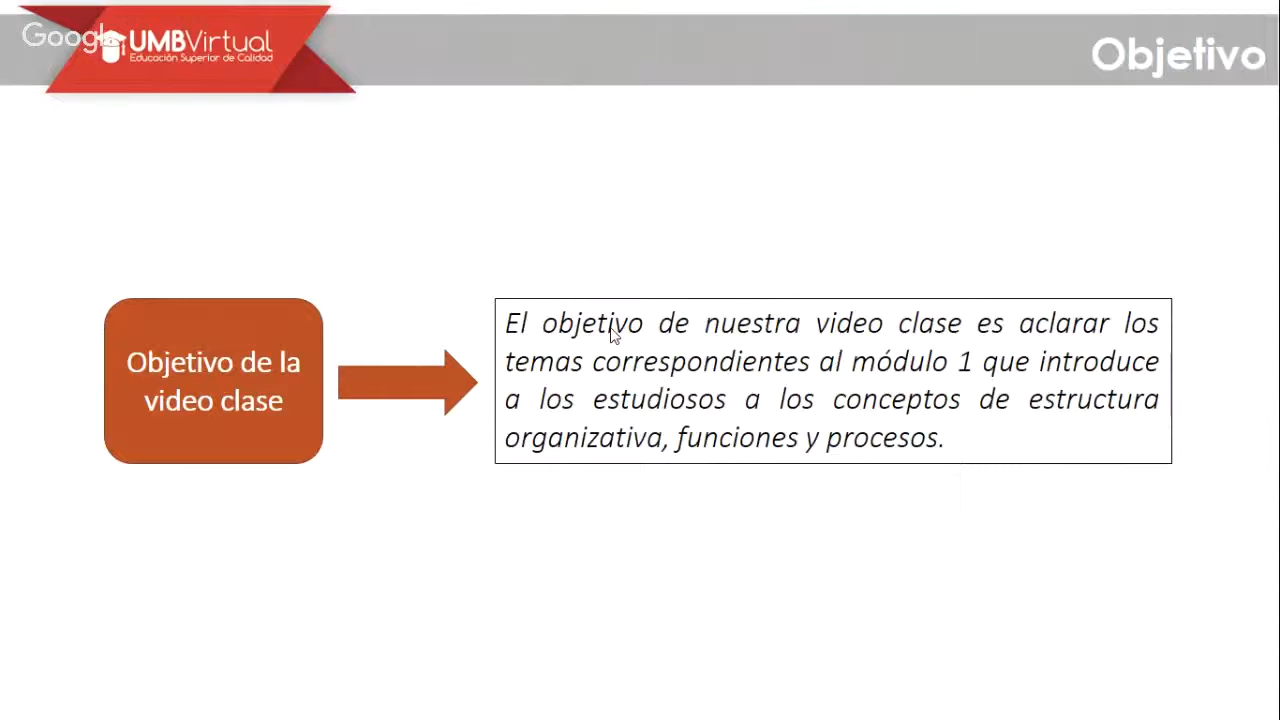 Google
UMBVirtual
Educación Superior de Calidad
Objetivo
Objetivo de la
video clase
El objetivo de nuestra video clase es aclarar los
temas correspondientes al módulo 1 que introduce
a los estudiosos a los conceptos de estructura
organizativa, funciones y procesos.